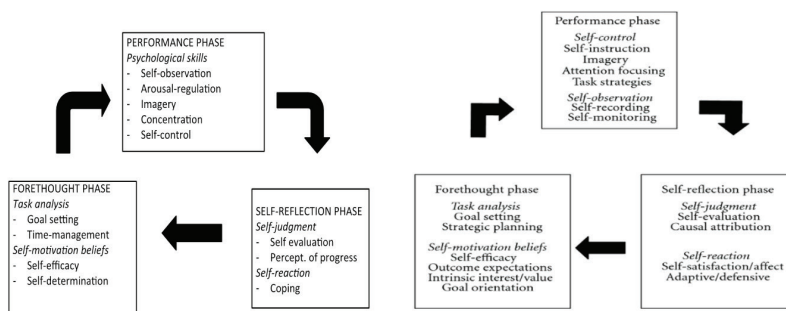 PERFORMANCE PHASE
Psychological skills
- Self-observation
- Arousal-regulation
- Imagery
- Concentration
- Self-control
FORETHOUGHT PHASE
Task analysis
- Goal setting
- Time-management
Self-motivation beliefs
- Self-efficacy
- Self-determination
SELF-REFLECTION PHASE
Self-judgment
- Self evaluation
- Percept. of progress
Self-reaction
- Coping
Performance phase
Self-control
Self-instruction
Imagery
Attention focusing
Task strategies
Self-observation
Self-recording
Self-monitoring
Forethought phase
Task analysis
Goal setting
Strategic planning
Self-motivation beliefs
Self-efficacy
Outcome expectations
Intrinsic interest/value
Goal orientation
Self-reflection phase
Self-judgment
Self-evaluation
Causal attribution
Self-reaction
Self-satisfaction/affect
Adaptive/defensive